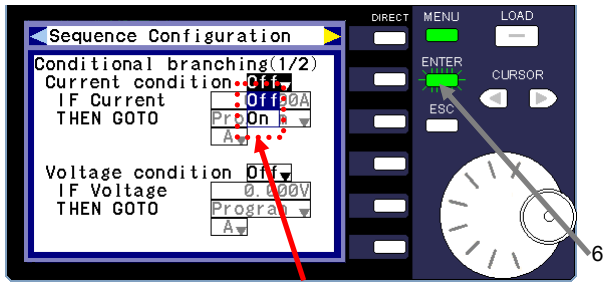 DIRECT MENU LOAD
Sequence Configuration
Conditional branching(1/2)
Current condition Off
IF Current Off 0A
THEN GOTO Pro On
A
Voltage condition Off
IF Voltage 0.000V
THEN GOTO Program
A
ENTER
CURSOR
ESC
6